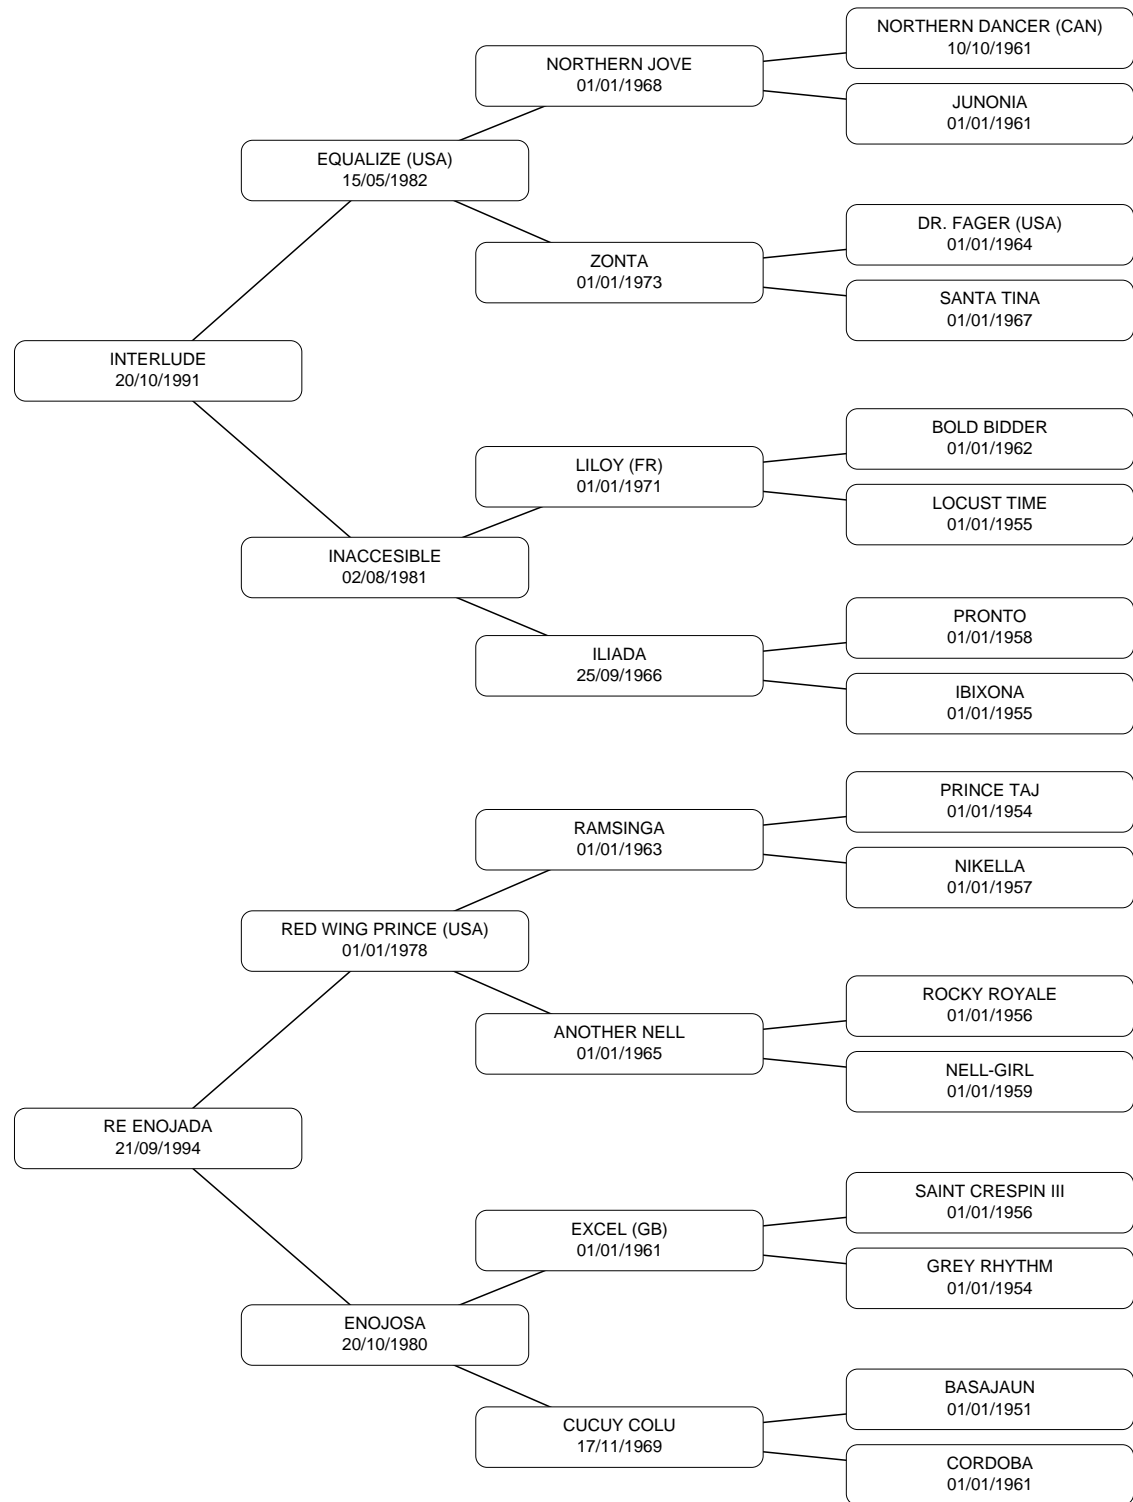 NORTHERN DANCER (CAN)
10/10/1961
NORTHERN JOVE
01/01/1968
JUNONIA
01/01/1961
EQUALIZE (USA)
15/05/1982
DR. FAGER (USA)
01/01/1964
ZONTA
01/01/1973
SANTA TINA
01/01/1967
INTERLUDE
20/10/1991
BOLD BIDDER
01/01/1962
LILOY (FR)
01/01/1971
LOCUST TIME
01/01/1955
INACCESIBLE
02/08/1981
PRONTO
01/01/1958
ILIADA
25/09/1966
IBIXONA
01/01/1955
PRINCE TAJ
01/01/1954
RAMSINGA
01/01/1963
NIKELLA
01/01/1957
RED WING PRINCE (USA)
01/01/1978
ROCKY ROYALE
01/01/1956
ANOTHER NELL
01/01/1965
NELL-GIRL
01/01/1959
RE ENOJADA
21/09/1994
SAINT CRESPIN III
01/01/1956
EXCEL (GB)
01/01/1961
GREY RHYTHM
01/01/1954
ENOJOSA
20/10/1980
BASAJAUN
01/01/1951
CUCUY COLU
17/11/1969
CORDOBA
01/01/1961